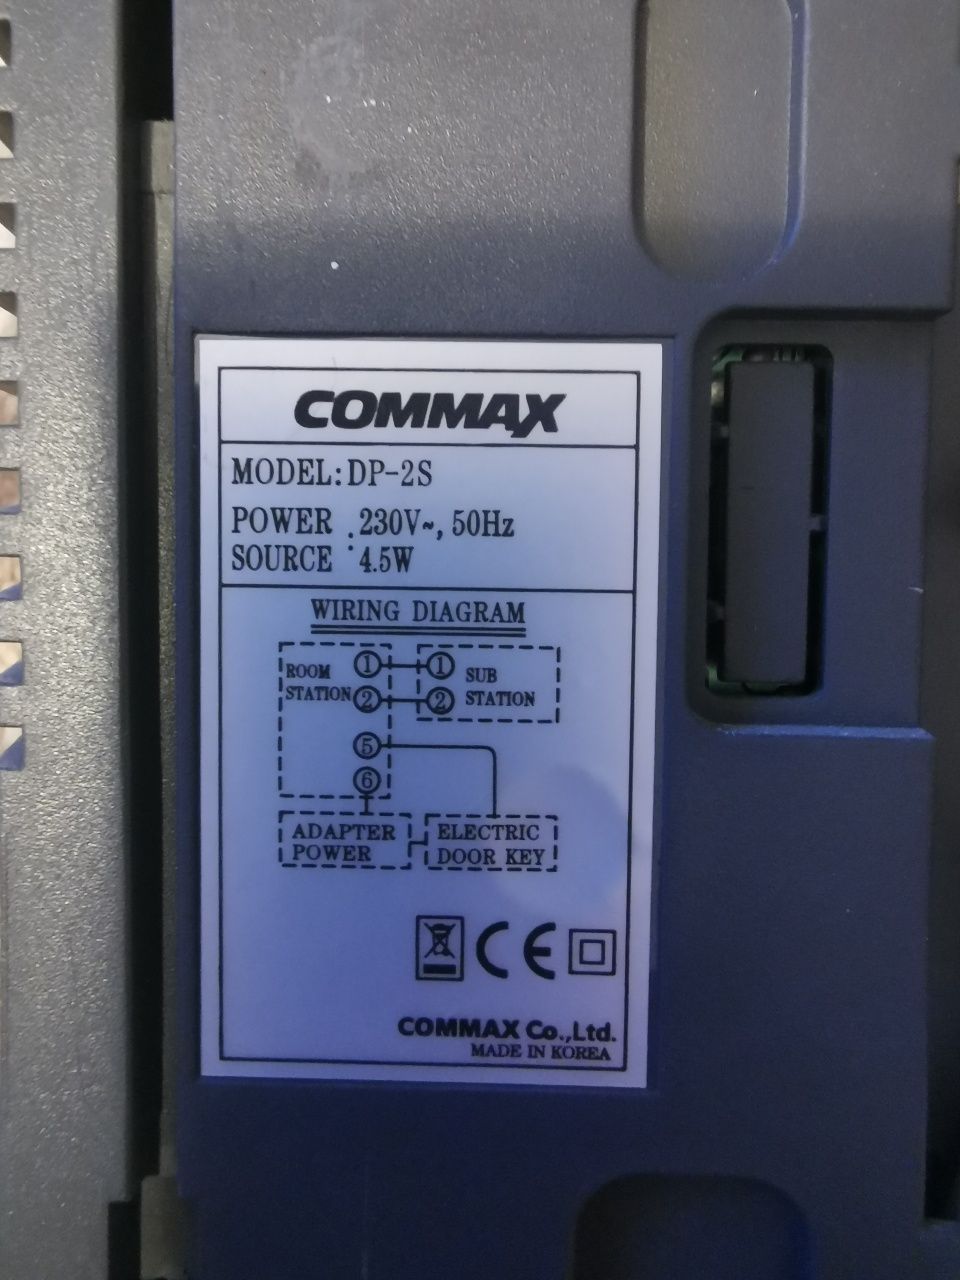 COMMAX
MODEL: DP-2S
POWER SOURCE : 230V~, 50Hz
4.5W
WIRING DIAGRAM
ROOM STATION
① ①
② ②
SUB STATION
⑤
⑥
ADAPTER POWER
ELECTRIC DOOR KEY
CE
COMMAX Co.,Ltd.
MADE IN KOREA